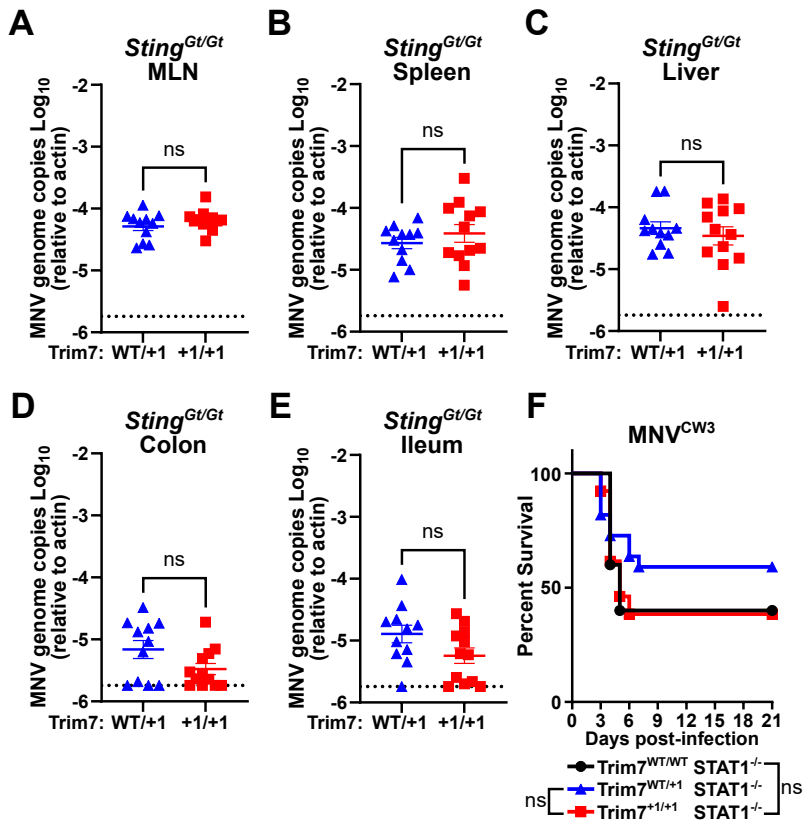 A
Sting^Gt/Gt
MLN
MNV genome copies Log10
(relative to actin)
-2
-3
-4
-5
-6
ns
Trim7: WT/+1 +1/+1
B
Sting^Gt/Gt
Spleen
MNV genome copies Log10
(relative to actin)
-2
-3
-4
-5
-6
ns
Trim7: WT/+1 +1/+1
C
Sting^Gt/Gt
Liver
MNV genome copies Log10
(relative to actin)
-2
-3
-4
-5
-6
ns
Trim7: WT/+1 +1/+1
D
Sting^Gt/Gt
Colon
MNV genome copies Log10
(relative to actin)
-2
-3
-4
-5
-6
ns
Trim7: WT/+1 +1/+1
E
Sting^Gt/Gt
Ileum
MNV genome copies Log10
(relative to actin)
-2
-3
-4
-5
-6
ns
Trim7: WT/+1 +1/+1
F
MNV^CW3
Percent Survival
100
50
0
0 3 6 9 12 15 18 21
Days post-infection
Trim7^WT/WT STAT1^-/-
Trim7^WT/+1 STAT1^-/-
Trim7^+1/+1 STAT1^-/-
ns
ns